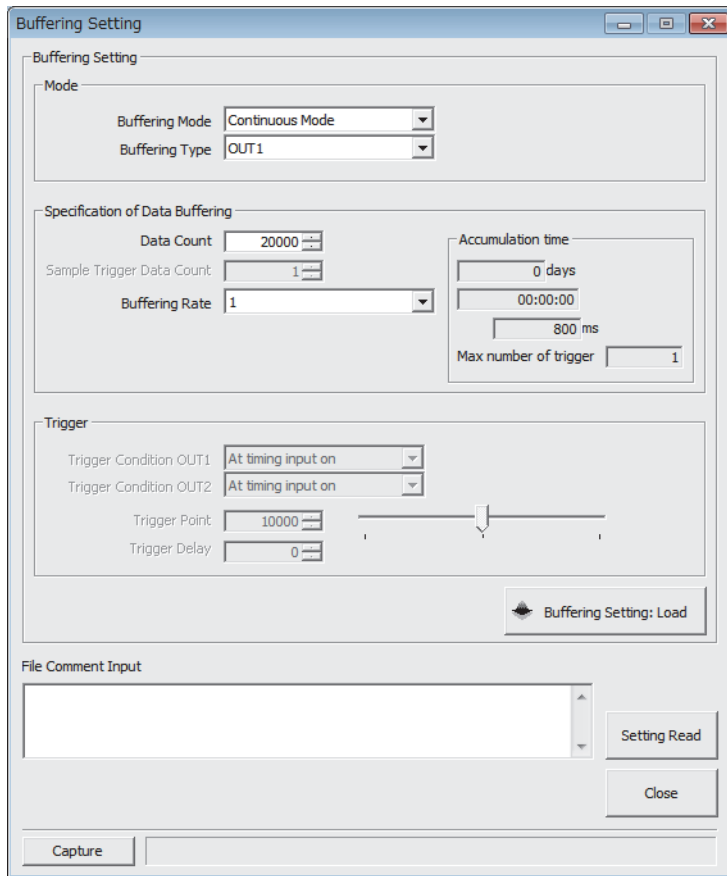 Buffering Setting
Buffering Setting
Mode
Buffering Mode Continuous Mode
Buffering Type OUT1
Specification of Data Buffering
Data Count 20000
Sample Trigger Data Count 1
Buffering Rate 1
Accumulation time
0 days
00:00:00
800 ms
Max number of trigger 1
Trigger
Trigger Condition OUT1 At timing input on
Trigger Condition OUT2 At timing input on
Trigger Point 10000
Trigger Delay 0
Buffering Setting: Load
File Comment Input
Setting Read
Close
Capture